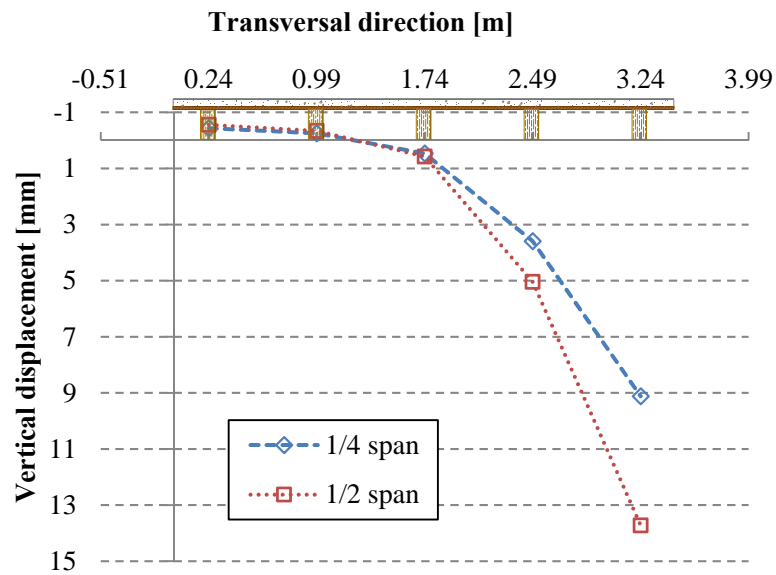 Transversal direction [m]
-0.51 0.24 0.99 1.74 2.49 3.24 3.99
Vertical displacement [mm]
-1
1
3
5
7
9
11
13
15
1/4 span
1/2 span